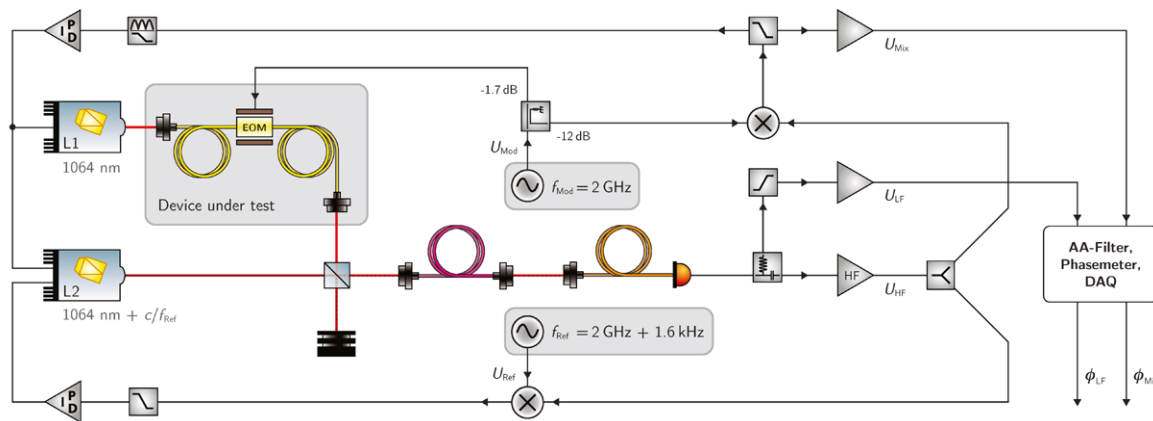 P
I
D
U_Mix
-1.7 dB
EOM
L1
-12 dB
1064 nm
U_Mod
f_Mod = 2 GHz
Device under test
U_LF
AA-Filter,
Phasemeter,
DAQ
L2
HF
U_HF
1064 nm + c/f_Ref
f_Ref = 2 GHz + 1.6 kHz
U_Ref
ϕ_LF
ϕ_Mi
P
I
D